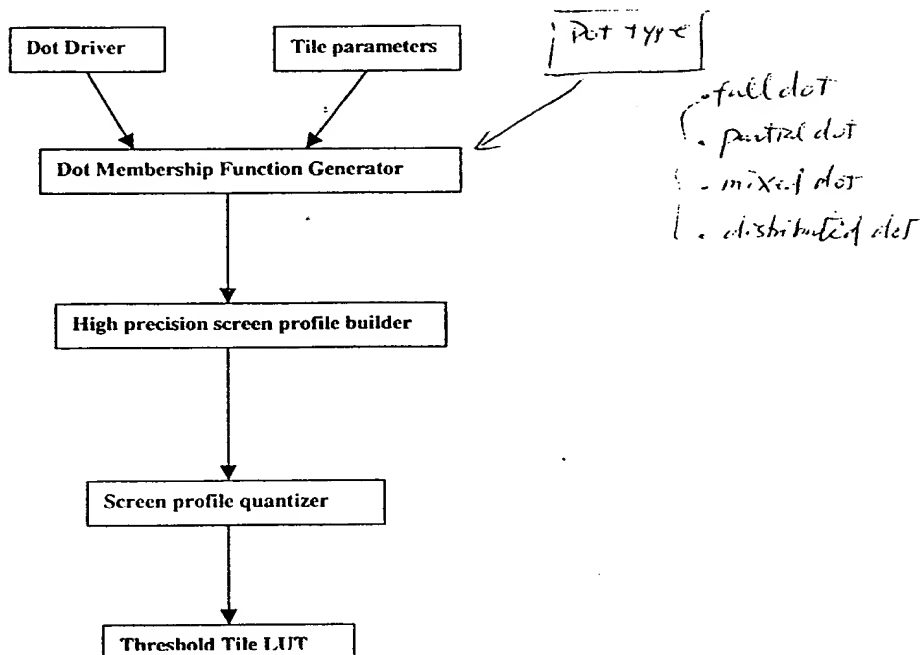 Dot Driver
Tile parameters
Dot type
. full dot
. partial dot
. mixed dot
. distributed dot
Dot Membership Function Generator
High precision screen profile builder
Screen profile quantizer
Threshold Tile LUT